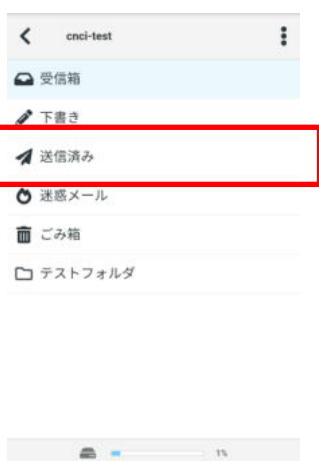 cnci-test
受信箱
下書き
送信済み
迷惑メール
ごみ箱
テストフォルダ
1%